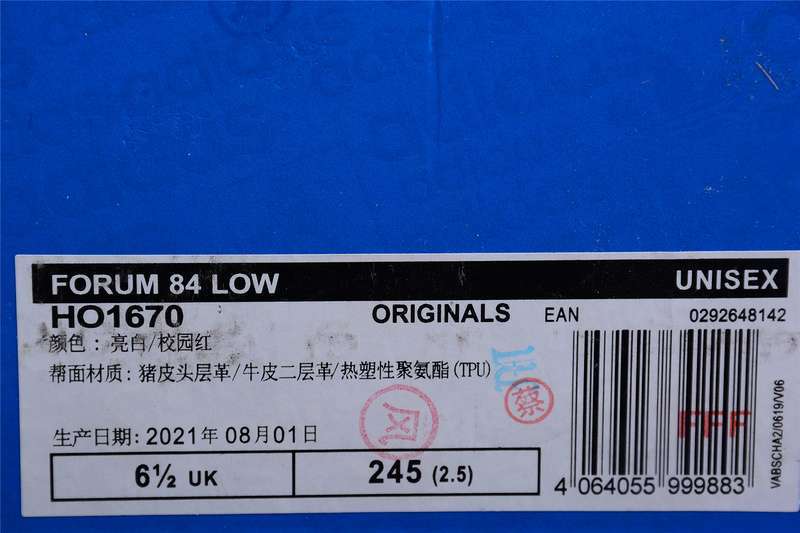 FORUM 84 LOW UNISEX
HO1670 ORIGINALS EAN 0292648142
颜色：亮白/校园红
帮面材质：猪皮头层革/牛皮二层革/热塑性聚氨酯(TPU)
蔡
风
FFF
生产日期：2021年 08月01日
6½ UK 245 (2.5)
4 064055 999883
VABSCHA2/0619/V06